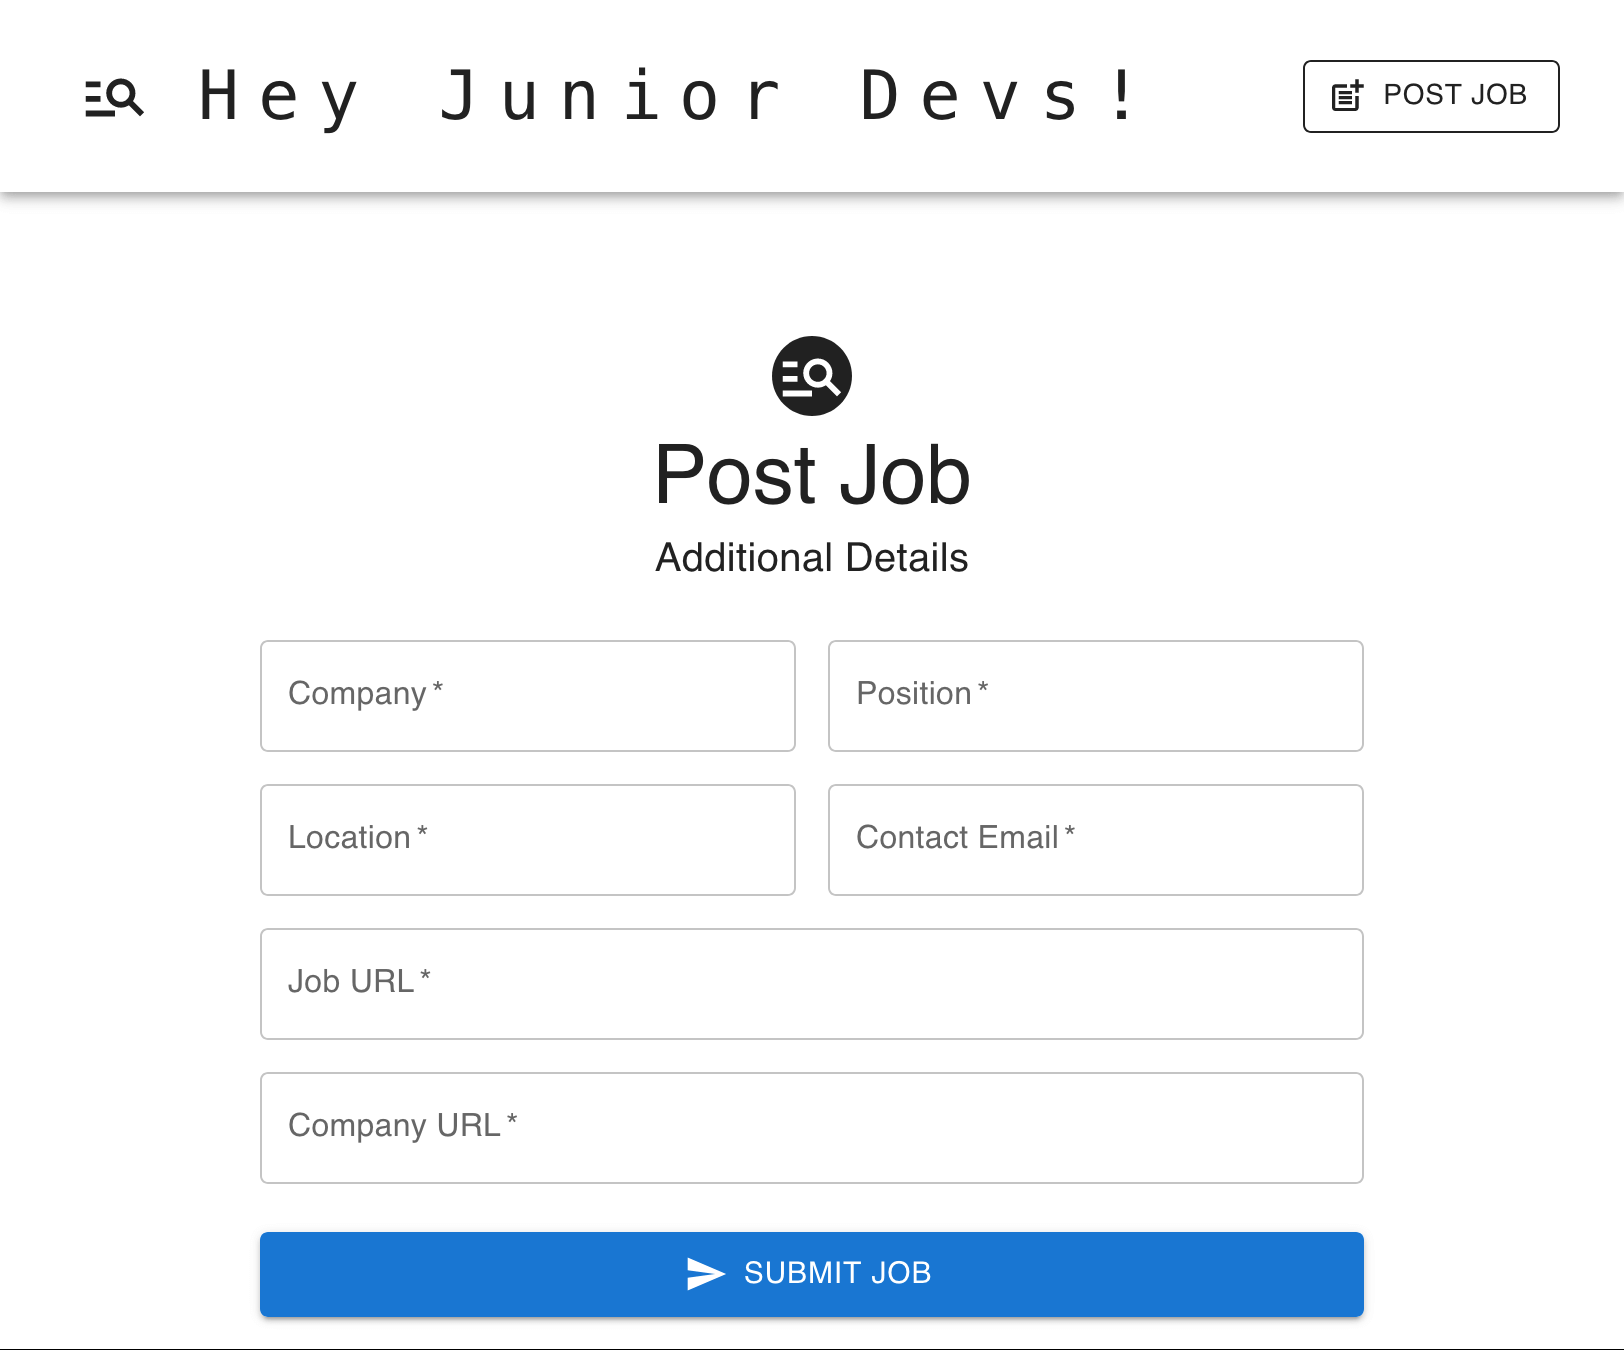 Hey Junior Devs!
POST JOB
Post Job
Additional Details
Company *
Position *
Location *
Contact Email *
Job URL *
Company URL *
SUBMIT JOB